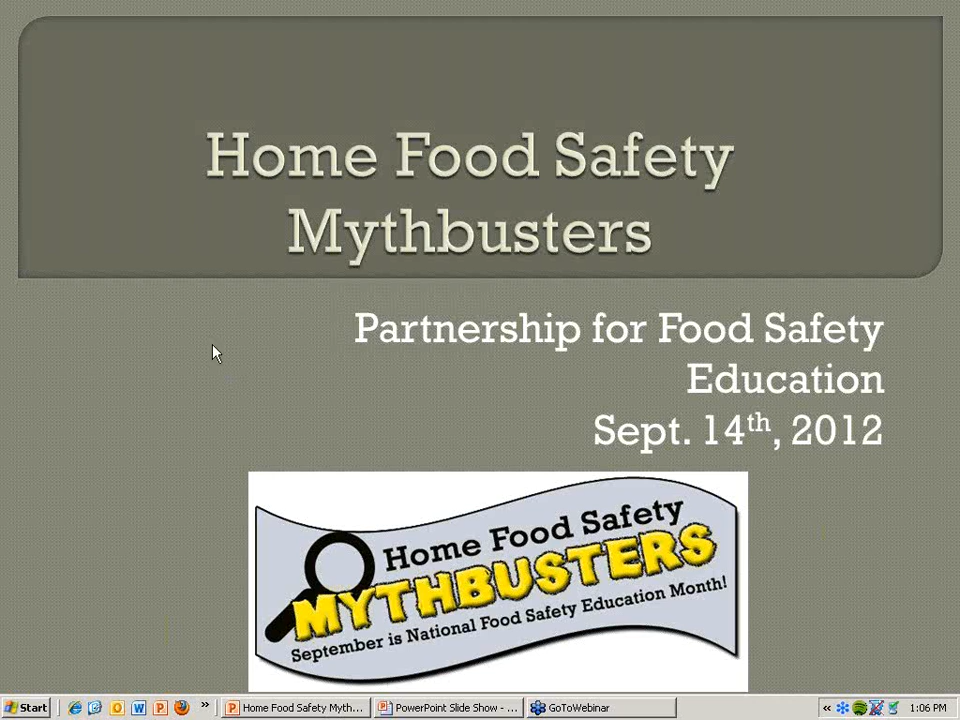 Home Food Safety
Mythbusters
Partnership for Food Safety
Education
Sept. 14th, 2012
Home Food Safety
MYTHBUSTERS
September is National Food Safety Education Month!
Start
Home Food Safety Myth...
PowerPoint Slide Show - ...
GoToWebinar
1:06 PM